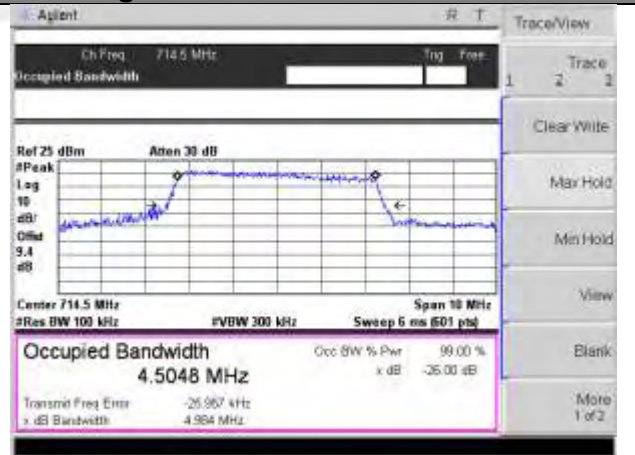 Agilent R T
Ch Freq 714.5 MHz Trig Free
Occupied Bandwidth
Ref 25 dBm Atten 30 dB
#Peak
Log
10
dB/
Offst
9.4
dB
Center 714.5 MHz Span 10 MHz
#Res BW 100 kHz #VBW 300 kHz Sweep 6 ms (601 pts)
Occupied Bandwidth Occ BW % Pwr 99.00 %
4.5048 MHz x dB -26.00 dB
Transmit Freq Error -26.967 kHz
x dB Bandwidth 4.984 MHz
Trace/View
Trace
1 2 3
Clear Write
Max Hold
Min Hold
View
Blank
More
1 of 2